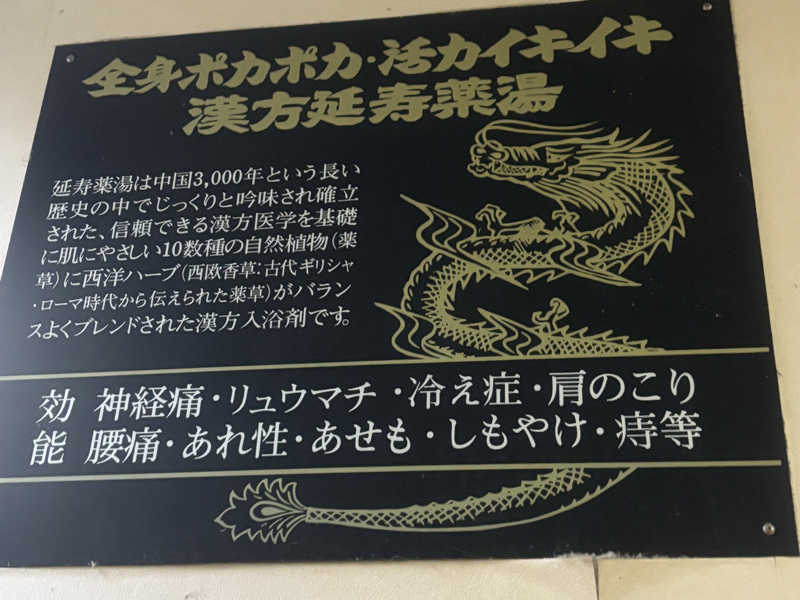 全身ポカポカ・活力イキイキ
漢方延寿薬湯
延寿薬湯は中国3,000年という長い
歴史の中でじっくりと吟味され確立
された、信頼できる漢方医学を基礎
に肌にやさしい10数種の自然植物(薬
草)に西洋ハーブ(西欧香草:古代ギリシャ
・ローマ時代から伝えられた薬草)がバラン
スよくブレンドされた漢方入浴剤です。
効 神経痛・リュウマチ・冷え症・肩のこり
能 腰痛・あれ性・あせも・しもやけ・痔等